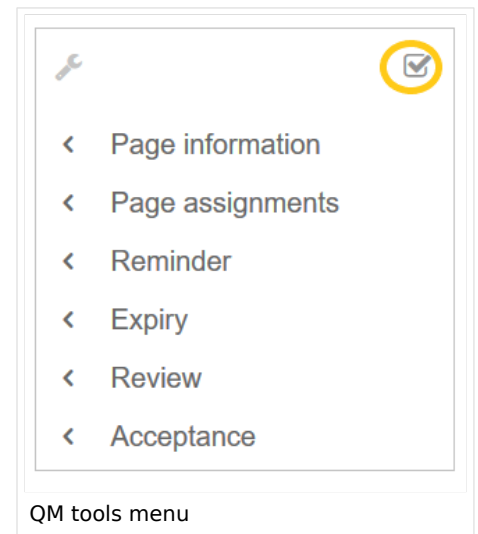 Page information
Page assignments
Reminder
Expiry
Review
Acceptance
QM tools menu